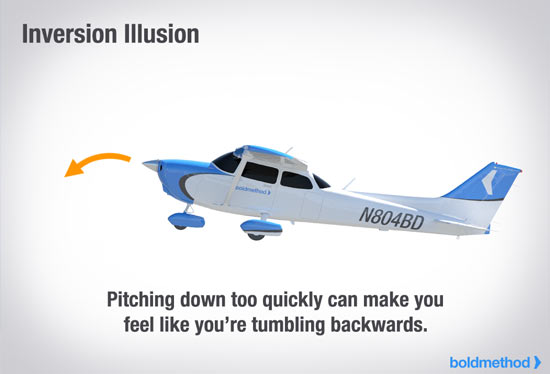 Inversion Illusion
boldmethod
N804BD
Pitching down too quickly can make you
feel like you're tumbling backwards.
boldmethod